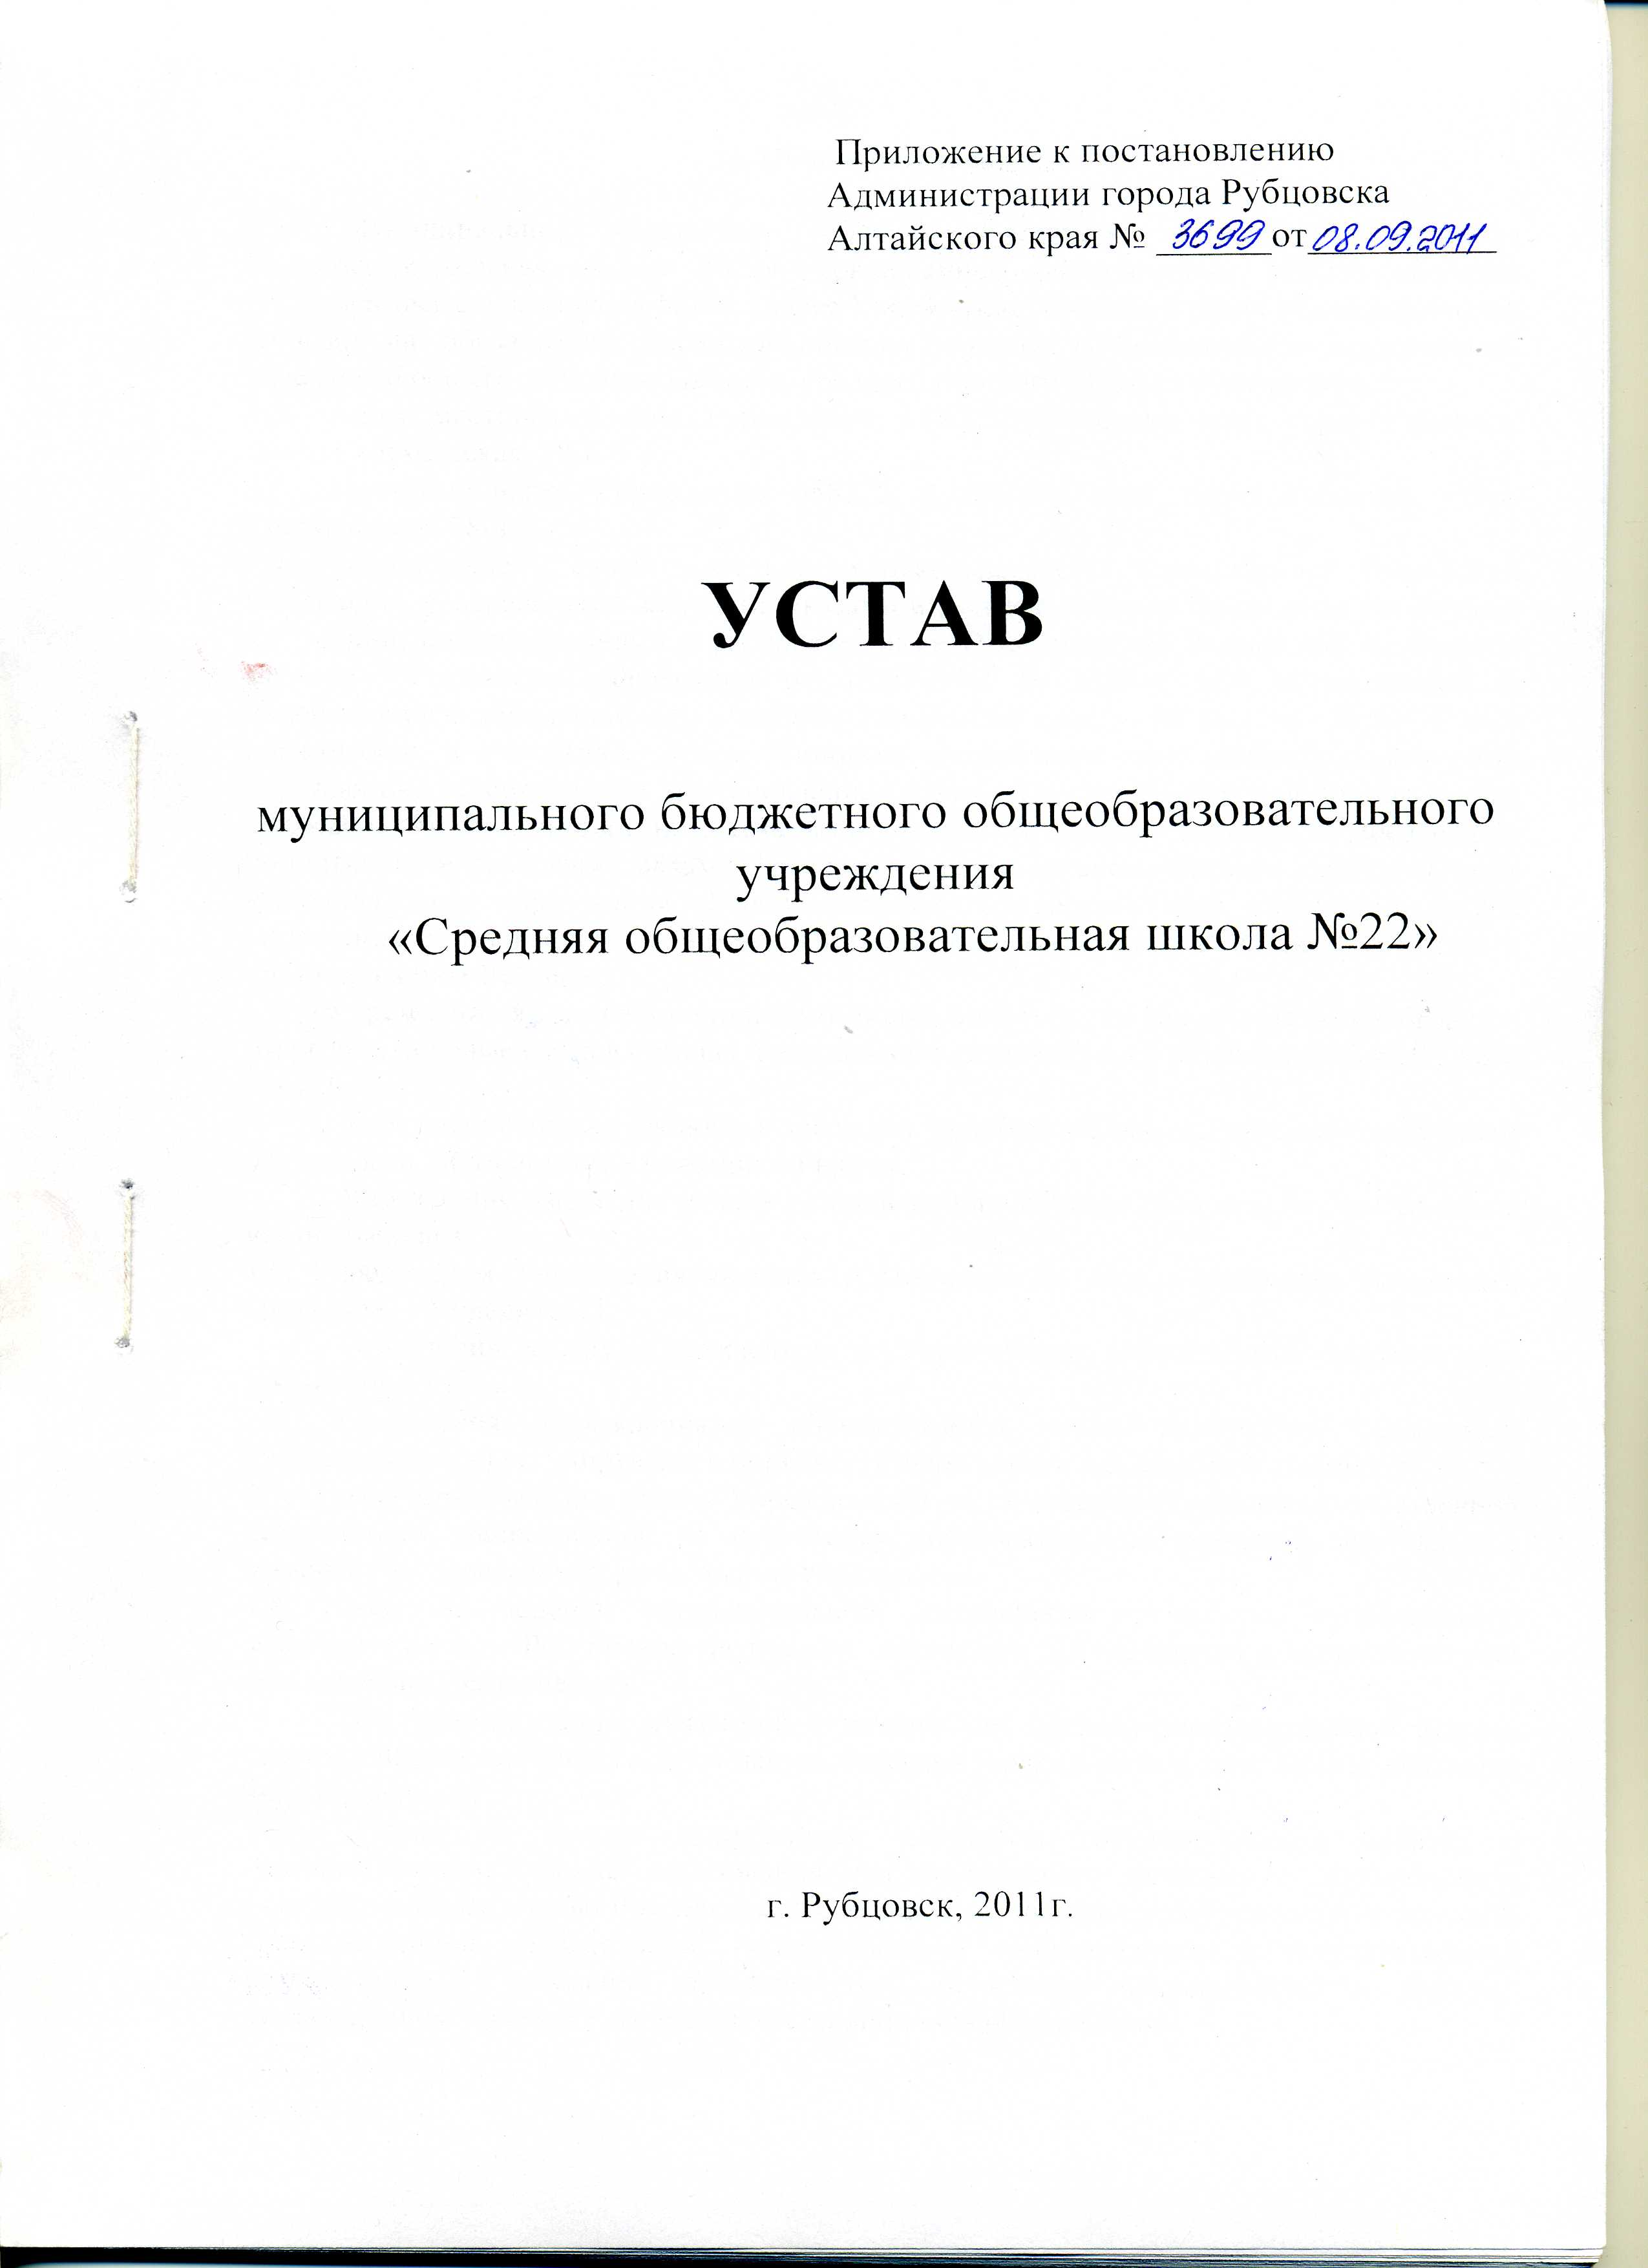 Приложение к постановлению
Администрации города Рубцовска
Алтайского края № 3699 от 08.09.2011
УСТАВ
муниципального бюджетного общеобразовательного
учреждения
«Средняя общеобразовательная школа №22»
г. Рубцовск, 2011г.